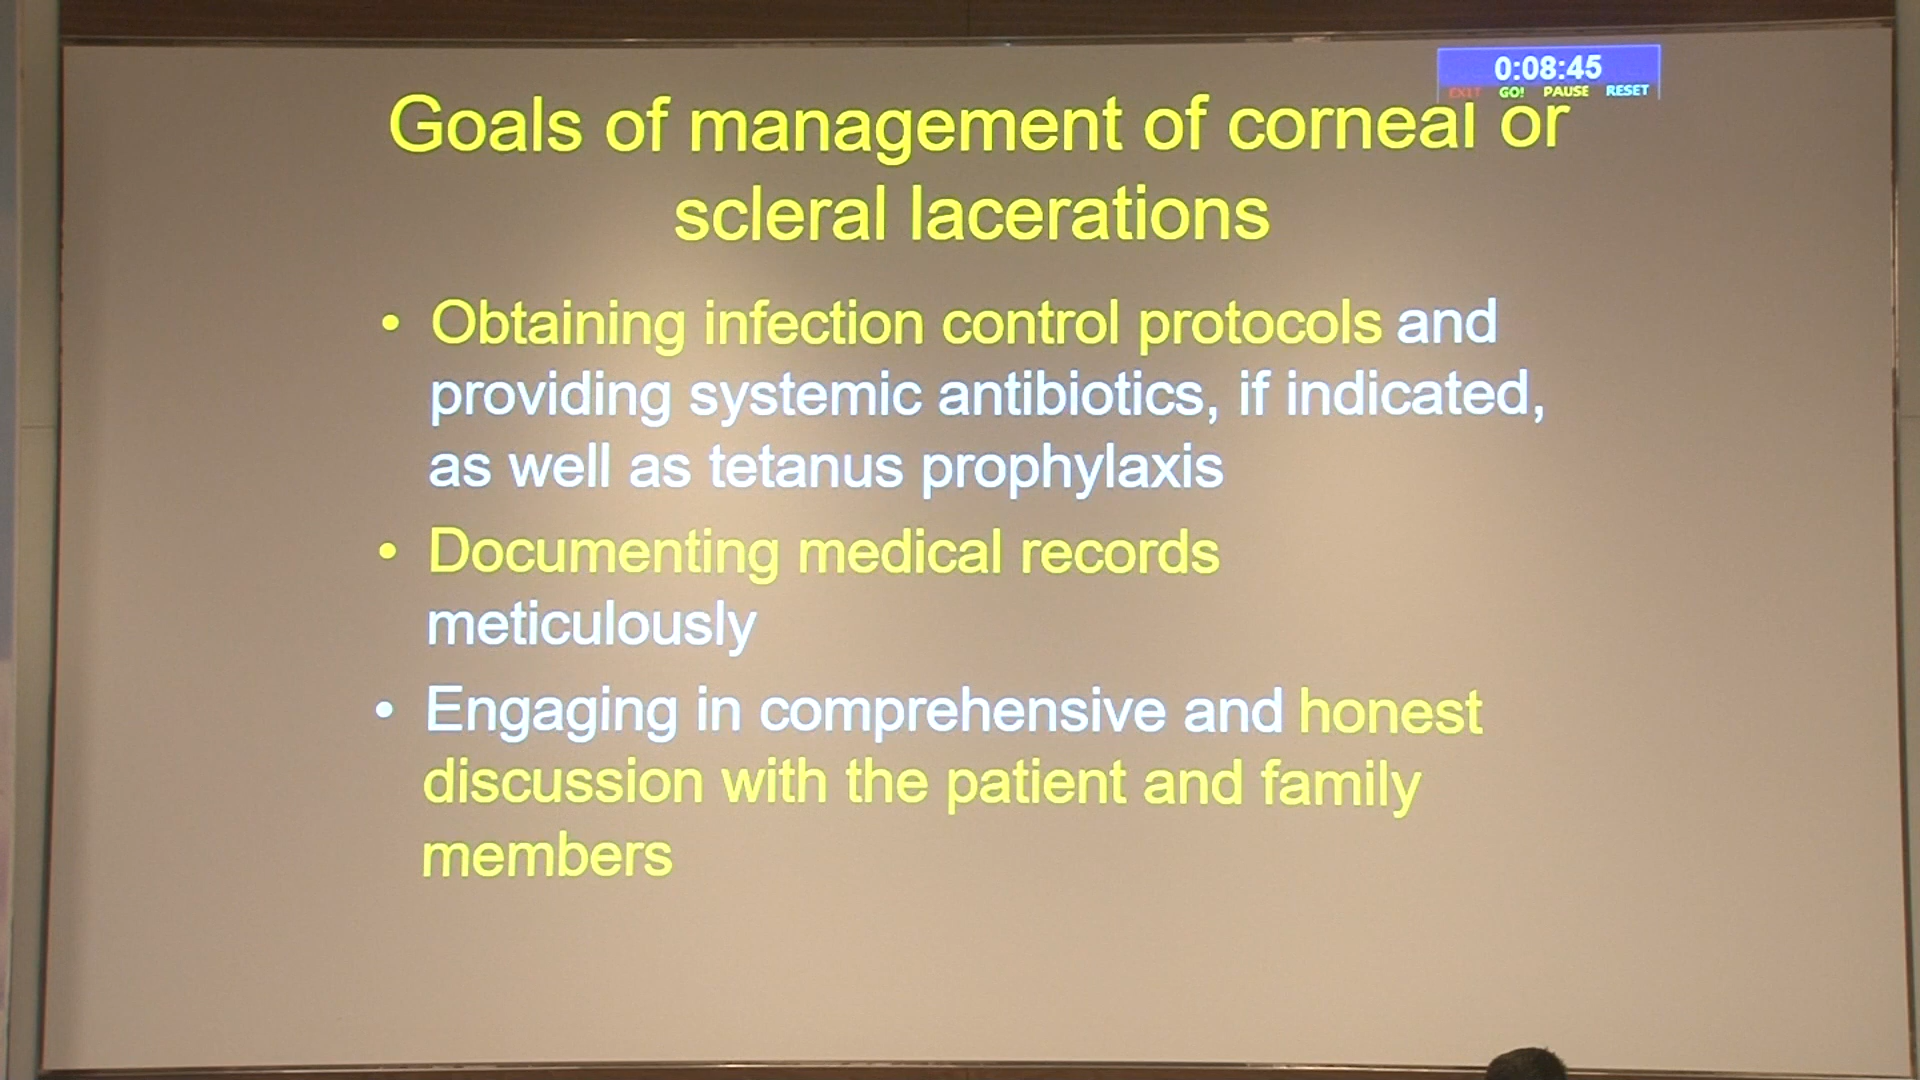 0:08:45
EXIT GO! PAUSE RESET
Goals of management of corneal or
scleral lacerations
• Obtaining infection control protocols and
providing systemic antibiotics, if indicated,
as well as tetanus prophylaxis
• Documenting medical records
meticulously
• Engaging in comprehensive and honest
discussion with the patient and family
members